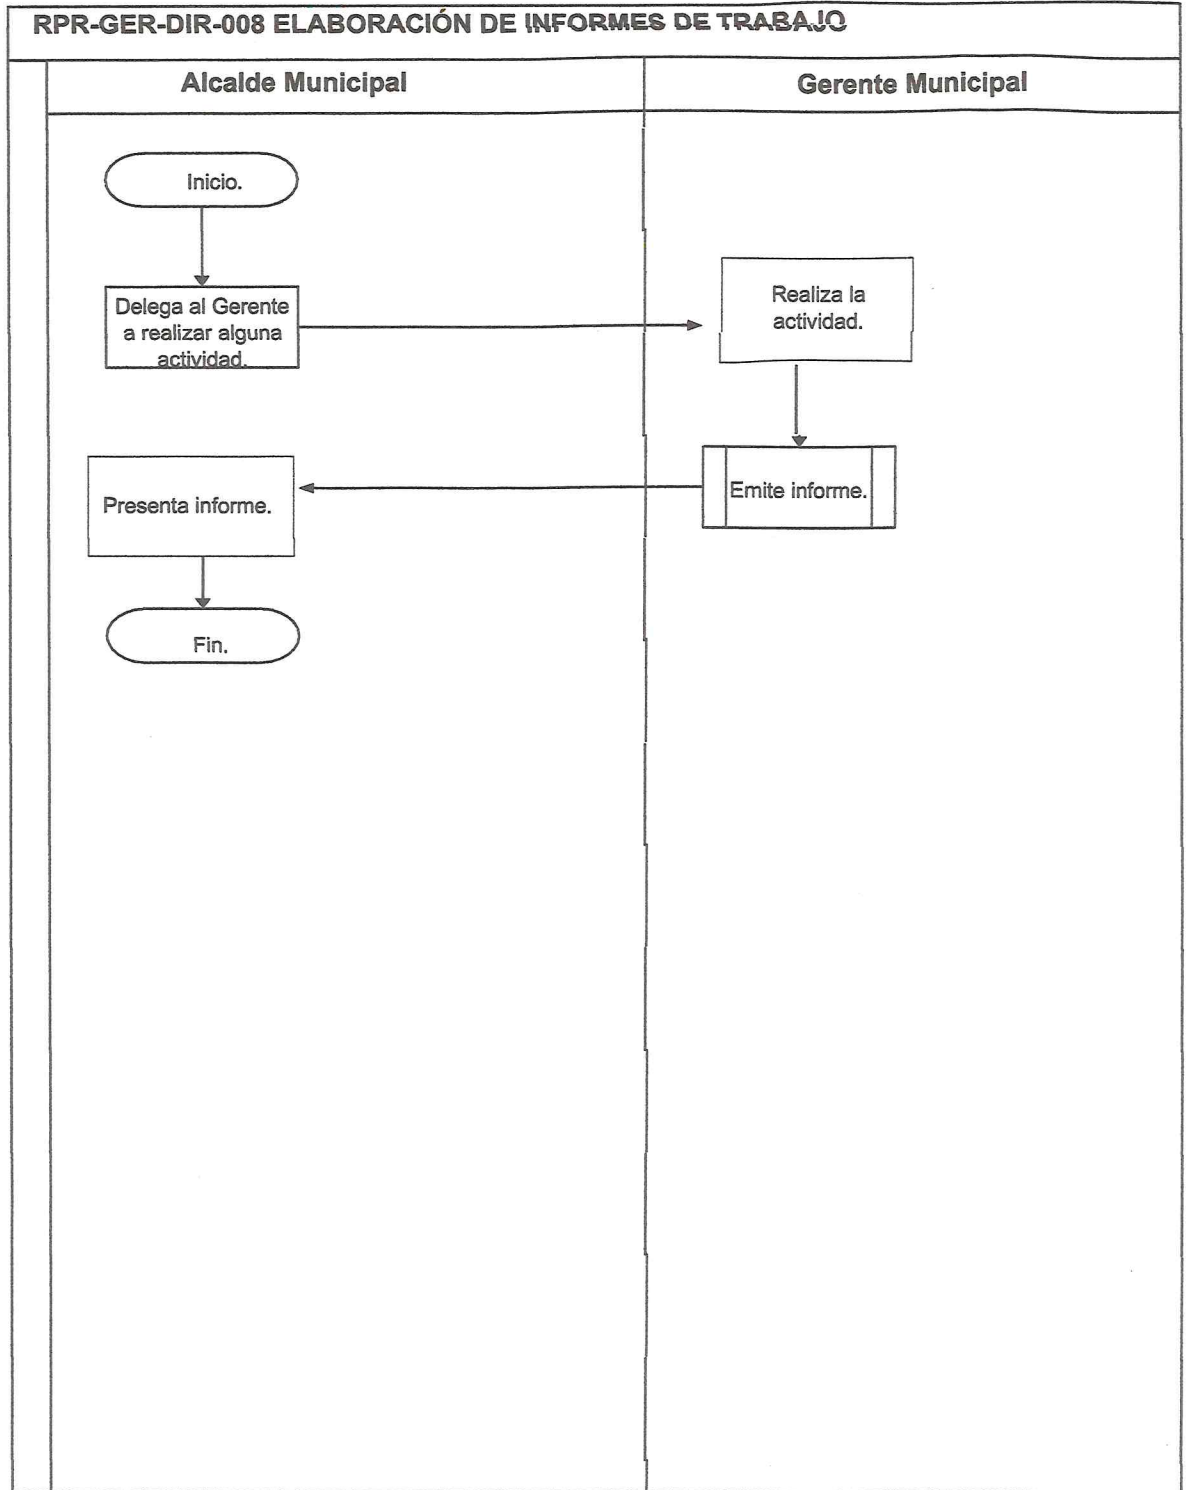 RPR-GER-DIR-008 ELABORACIÓN DE INFORMES DE TRABAJO
Alcalde Municipal
Gerente Municipal
Inicio.
Delega al Gerente
a realizar alguna
actividad.
Realiza la
actividad.
Emite informe.
Presenta informe.
Fin.